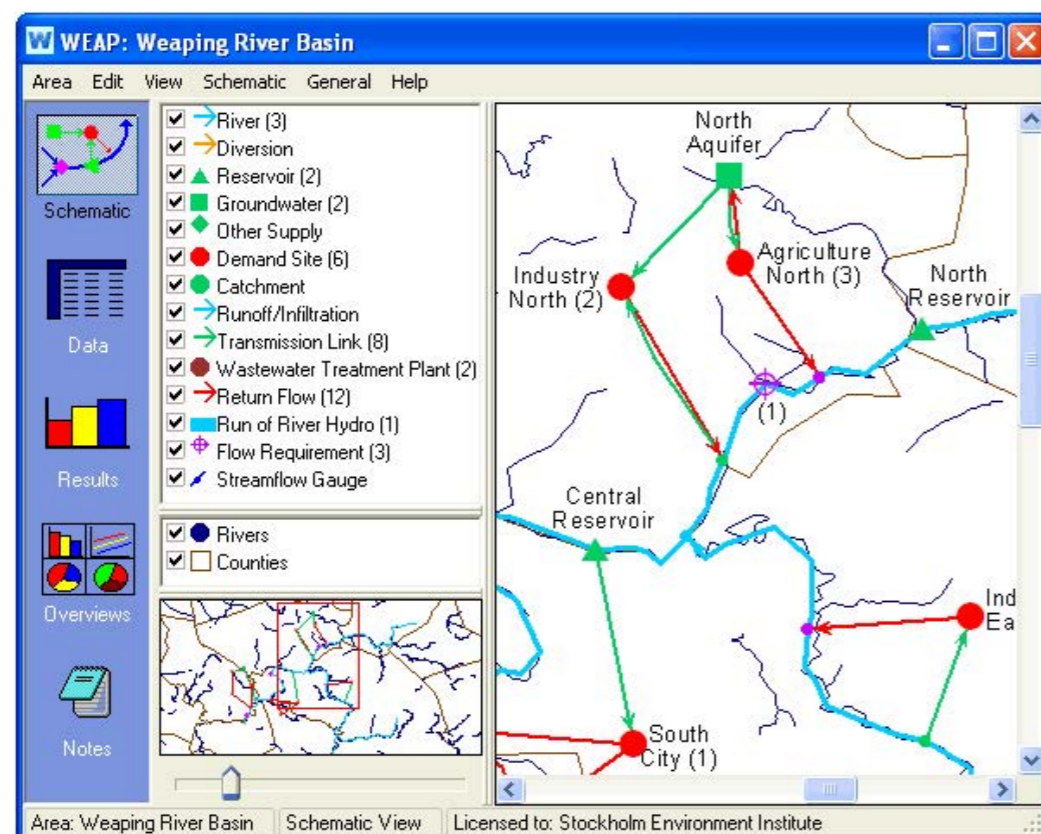 WEAP: Weaping River Basin
Area Edit View Schematic General Help
Schematic
Data
Results
Overviews
Notes
River (3)
Diversion
Reservoir (2)
Groundwater (2)
Other Supply
Demand Site (6)
Catchment
Runoff/Infiltration
Transmission Link (8)
Wastewater Treatment Plant (2)
Return Flow (12)
Run of River Hydro (1)
Flow Requirement (3)
Streamflow Gauge
Rivers
Counties
North
Aquifer
Industry
North (2)
Agriculture
North (3)
North
Reservoir
(1)
Central
Reservoir
Ind
Ea
South
City (1)
Area: Weaping River Basin Schematic View Licensed to: Stockholm Environment Institute